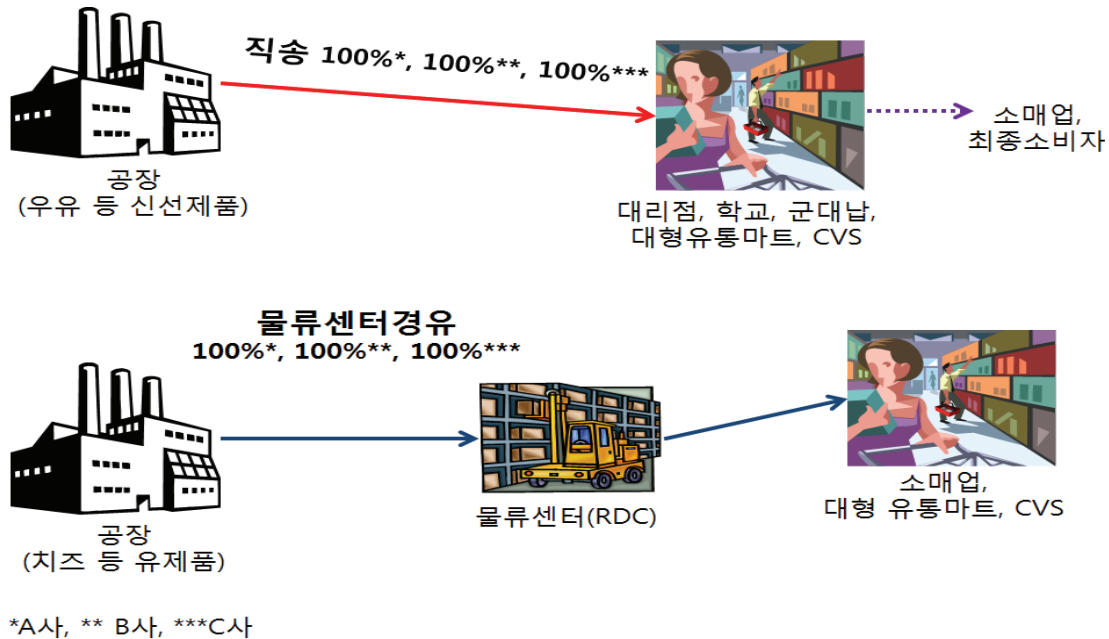 직송 100%*, 100%**, 100%***
공장
(우유 등 신선제품)
대리점, 학교, 군대납,
대형유통마트, CVS
소매업,
최종소비자
물류센터경유
100%*, 100%**, 100%***
공장
(치즈 등 유제품)
물류센터(RDC)
소매업,
대형 유통마트, CVS
*A사, ** B사, ***C사